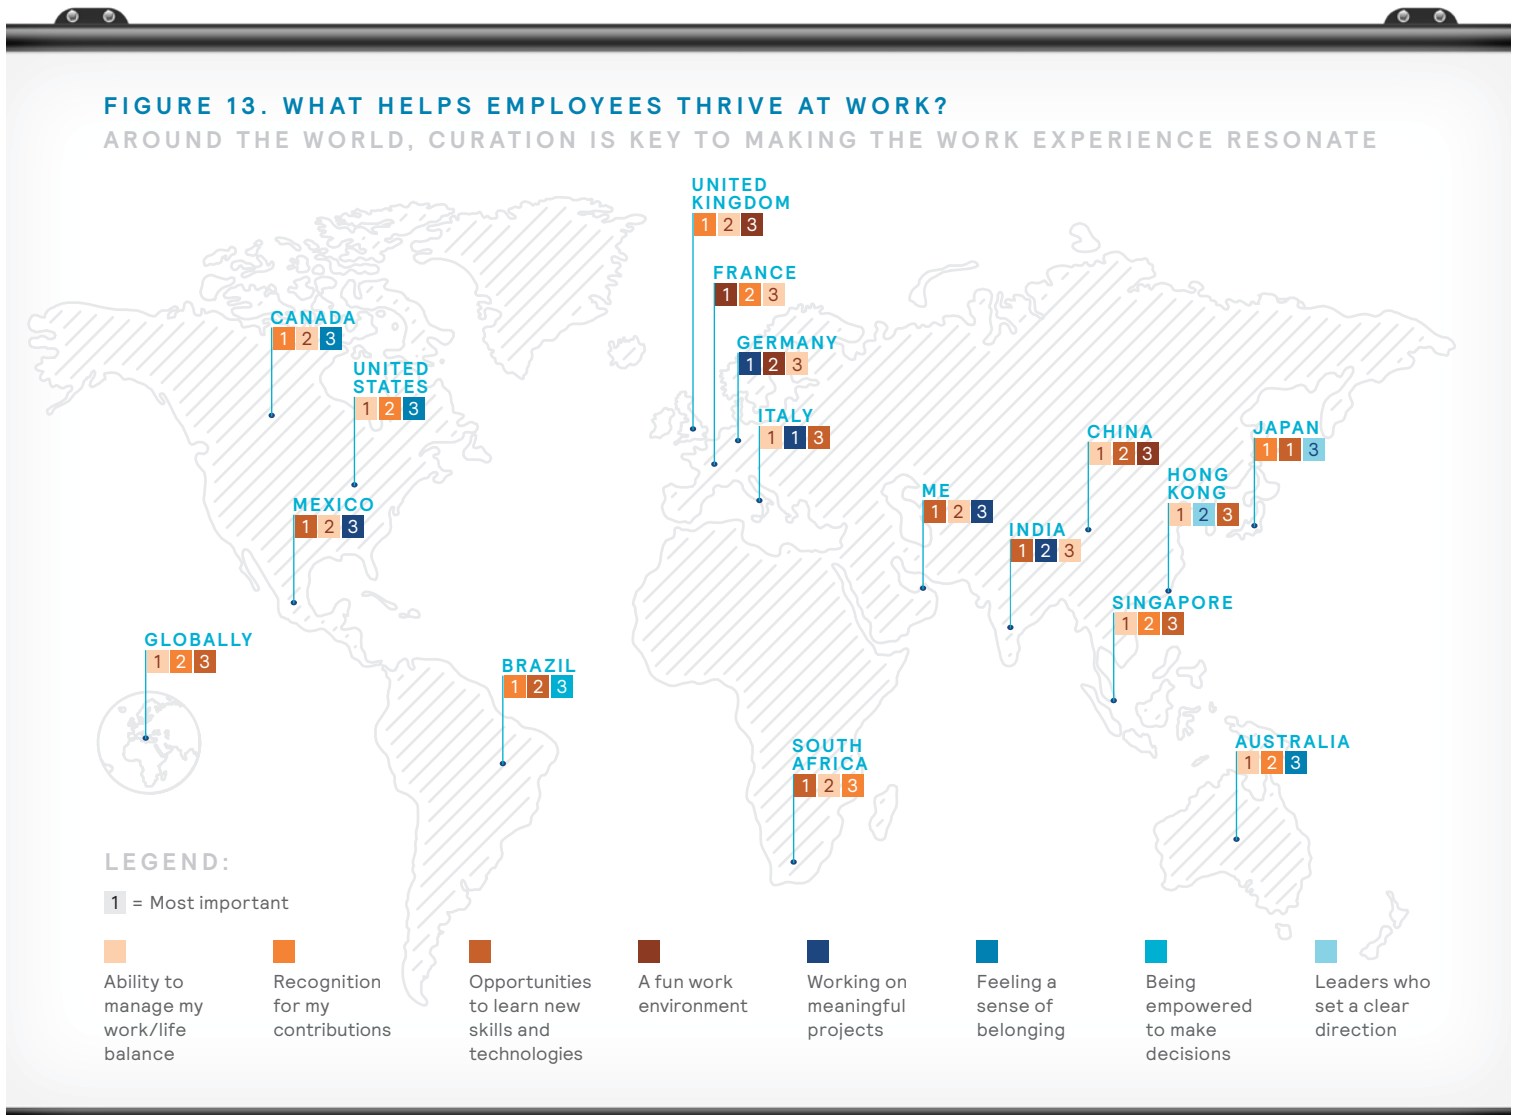 FIGURE 13. WHAT HELPS EMPLOYEES THRIVE AT WORK?
AROUND THE WORLD, CURATION IS KEY TO MAKING THE WORK EXPERIENCE RESONATE
UNITED
KINGDOM
1 2 3
FRANCE
1 2 3
CANADA
1 2 3
GERMANY
1 2 3
UNITED
STATES
1 2 3
ITALY
1 1 3
CHINA
1 2 3
JAPAN
1 1 3
HONG
KONG
1 2 3
ME
1 2 3
MEXICO
1 2 3
INDIA
1 2 3
SINGAPORE
1 2 3
GLOBALLY
1 2 3
BRAZIL
1 2 3
SOUTH
AFRICA
1 2 3
AUSTRALIA
1 2 3
LEGEND:
1 = Most important
Ability to
manage my
work/life
balance
Recognition
for my
contributions
Opportunities
to learn new
skills and
technologies
A fun work
environment
Working on
meaningful
projects
Feeling a
sense of
belonging
Being
empowered
to make
decisions
Leaders who
set a clear
direction